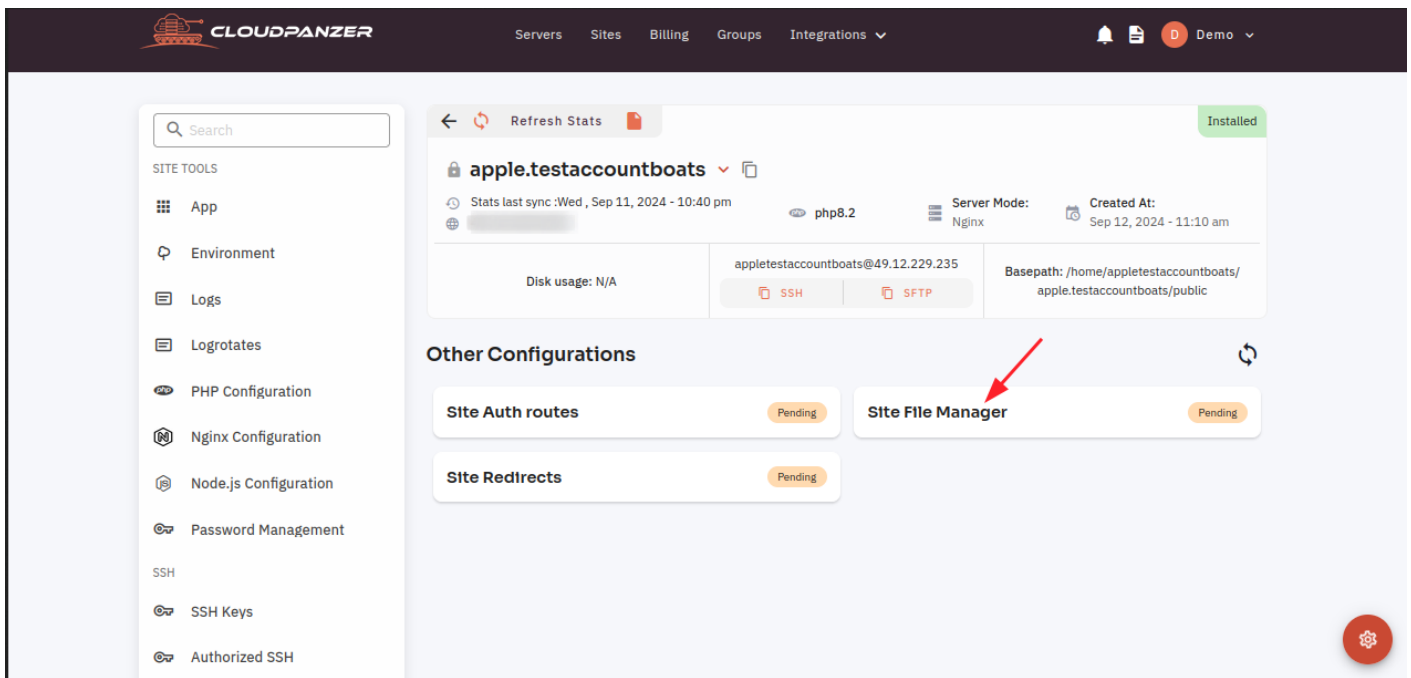 CLOUDPANZER
Servers Sites Billing Groups Integrations
D Demo
Search
SITE TOOLS
App
Environment
Logs
Logrotates
PHP Configuration
Nginx Configuration
Node.js Configuration
Password Management
SSH
SSH Keys
Authorized SSH
Refresh Stats
Installed
apple.testaccountboats
Stats last sync :Wed , Sep 11, 2024 - 10:40 pm
php php8.2
Server Mode:
Nginx
Created At:
Sep 12, 2024 - 11:10 am
Disk usage: N/A
appletestaccountboats@49.12.229.235
SSH SFTP
Basepath: /home/appletestaccountboats/
apple.testaccountboats/public
Other Configurations
Site Auth routes Pending
Site File Manager Pending
Site Redirects Pending